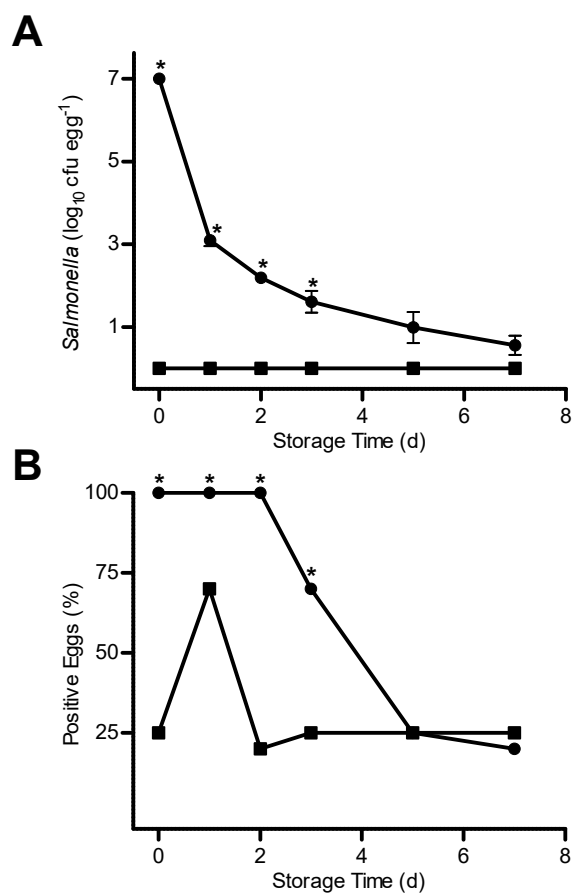 A
Salmonella (log10 cfu egg-1)
7
5
3
1
* * * *
0 2 4 6 8
Storage Time (d)
B
Positive Eggs (%)
100
75
50
25
* * * *
0 2 4 6 8
Storage Time (d)